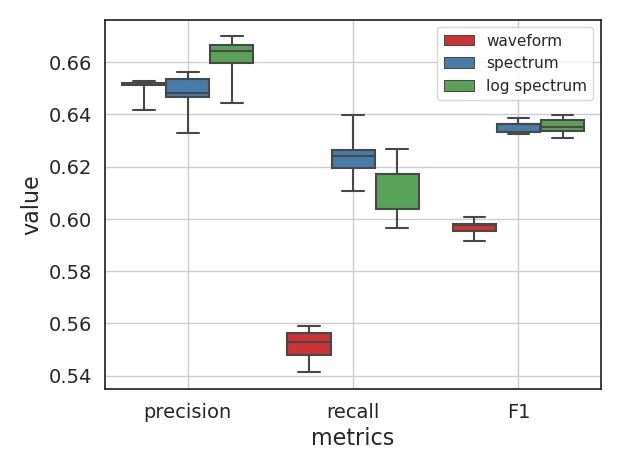 waveform
spectrum
log spectrum
0.66
0.64
0.62
0.60
0.58
0.56
0.54
value
precision recall F1
metrics